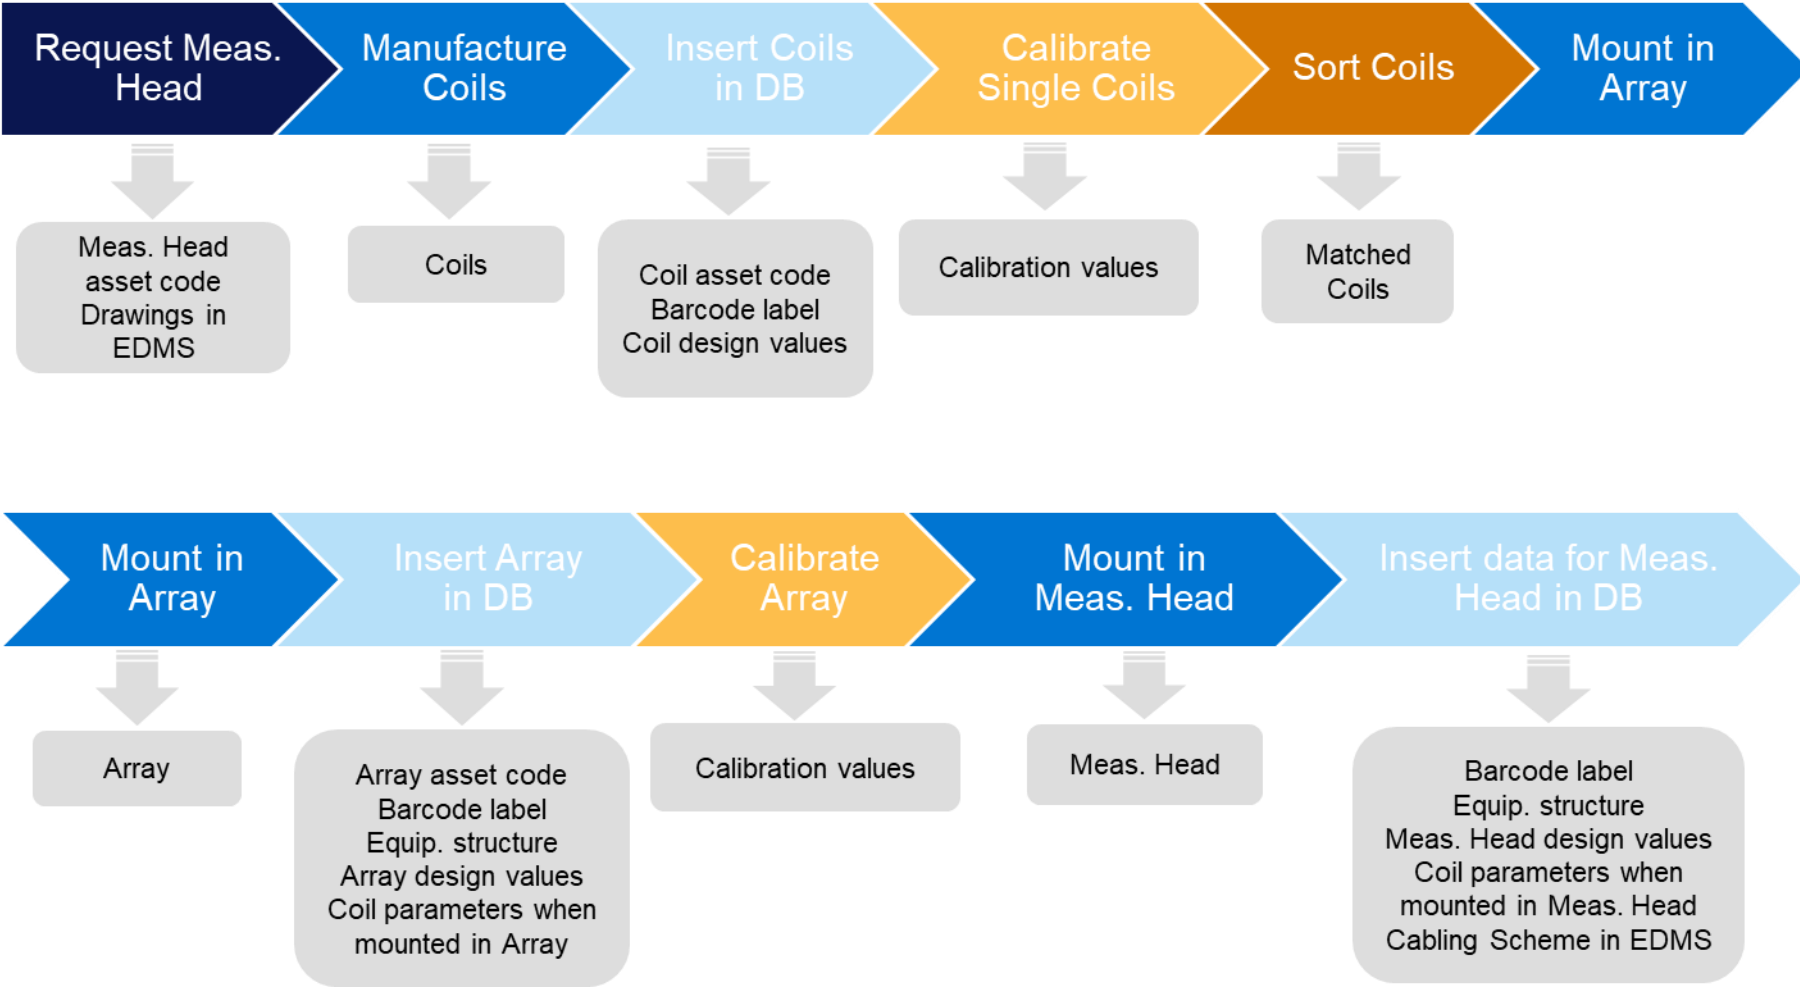 Request Meas.
Head
Manufacture
Coils
Insert Coils
in DB
Calibrate
Single Coils
Sort Coils
Mount in
Array
Meas. Head
asset code
Drawings in
EDMS
Coils
Coil asset code
Barcode label
Coil design values
Calibration values
Matched
Coils
Mount in
Array
Insert Array
in DB
Calibrate
Array
Mount in
Meas. Head
Insert data for Meas.
Head in DB
Array
Array asset code
Barcode label
Equip. structure
Array design values
Coil parameters when
mounted in Array
Calibration values
Meas. Head
Barcode label
Equip. structure
Meas. Head design values
Coil parameters when
mounted in Meas. Head
Cabling Scheme in EDMS